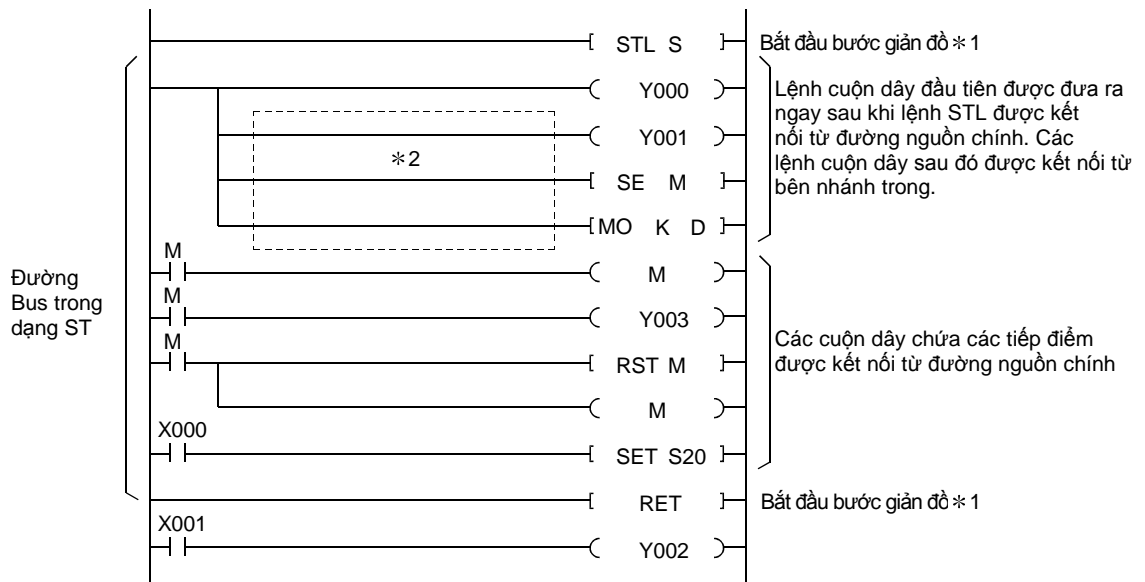 STL S
Bắt đầu bước giản đồ *1
Y000
Lệnh cuộn dây đầu tiên được đưa ra
ngay sau khi lệnh STL được kết
nối từ đường nguồn chính. Các
lệnh cuộn dây sau đó được kết nối từ
bên nhánh trong.
Y001
*2
SE M
MO K D
Đường
Bus trong
dạng ST
M
M
M
Y003
M
RST M
Các cuộn dây chứa các tiếp điểm
được kết nối từ đường nguồn chính
M
X000
SET S20
RET
Bắt đầu bước giản đồ *1
X001
Y002